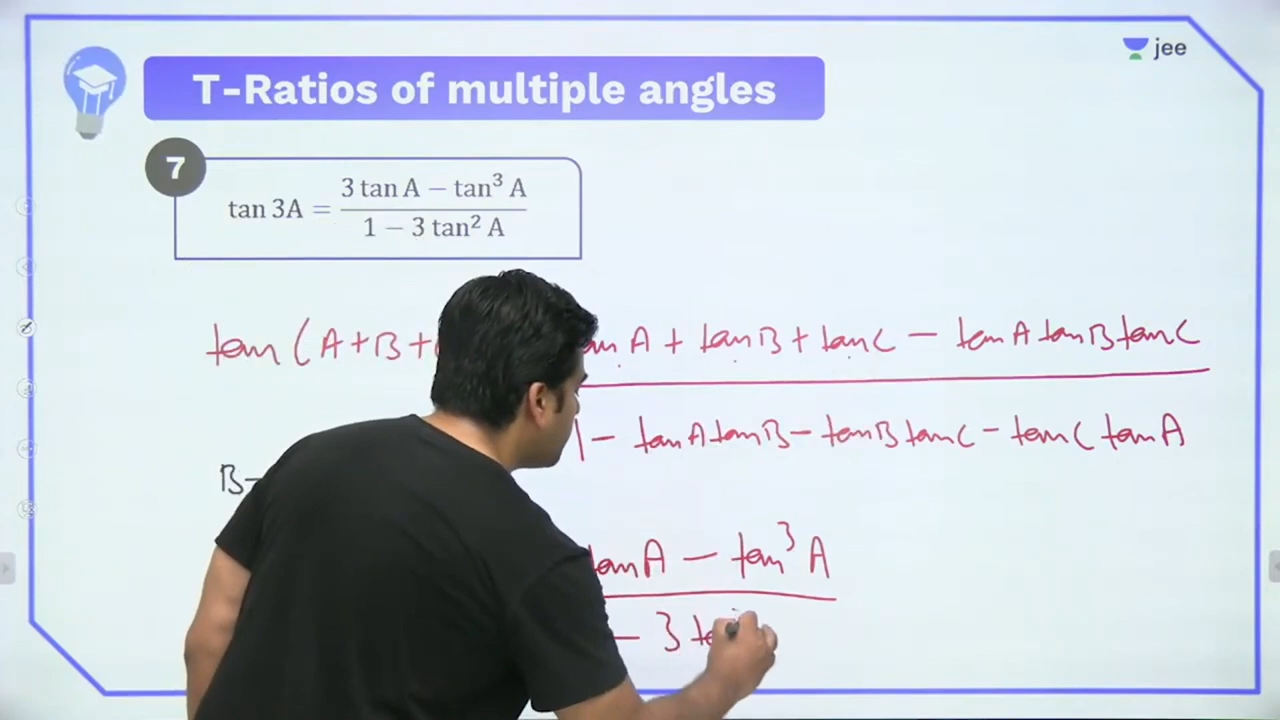 jee
T-Ratios of multiple angles
7
tan 3A = (3 tan A − tan³ A) / (1 − 3 tan² A)
tan (A+B+
tan A + tan B + tan C − tan A tan B tan C
1 − tan A tan B − tan B tan C − tan C tan A
B
tan A − tan³ A
− 3